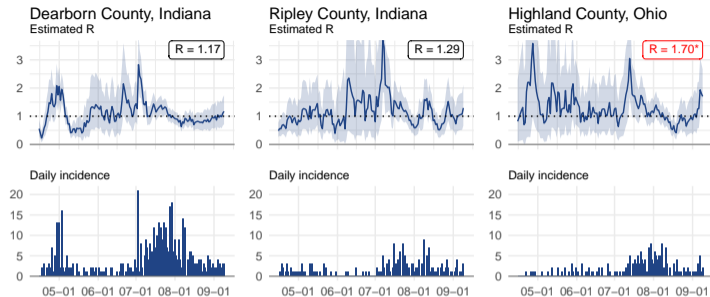 Dearborn County, Indiana
Estimated R
R = 1.17
3
2
1
0
Daily incidence
20
15
10
5
0
05−01 06−01 07−01 08−01 09−01
Ripley County, Indiana
Estimated R
R = 1.29
3
2
1
0
Daily incidence
20
15
10
5
0
05−01 06−01 07−01 08−01 09−01
Highland County, Ohio
Estimated R
R = 1.70*
3
2
1
0
Daily incidence
20
15
10
5
0
05−01 06−01 07−01 08−01 09−01